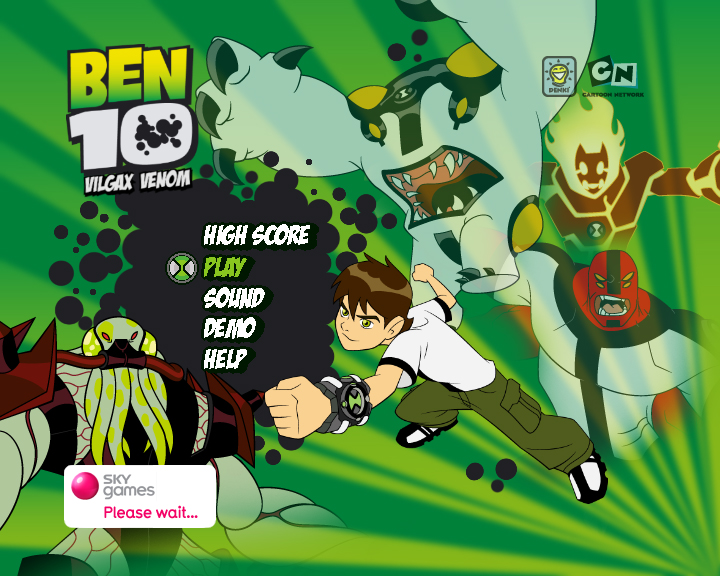 BEN
10
VILGAX VENOM
DENKI
CN
CARTOON NETWORK
HIGH SCORE
PLAY
SOUND
DEMO
HELP
SKY
games
Please wait...